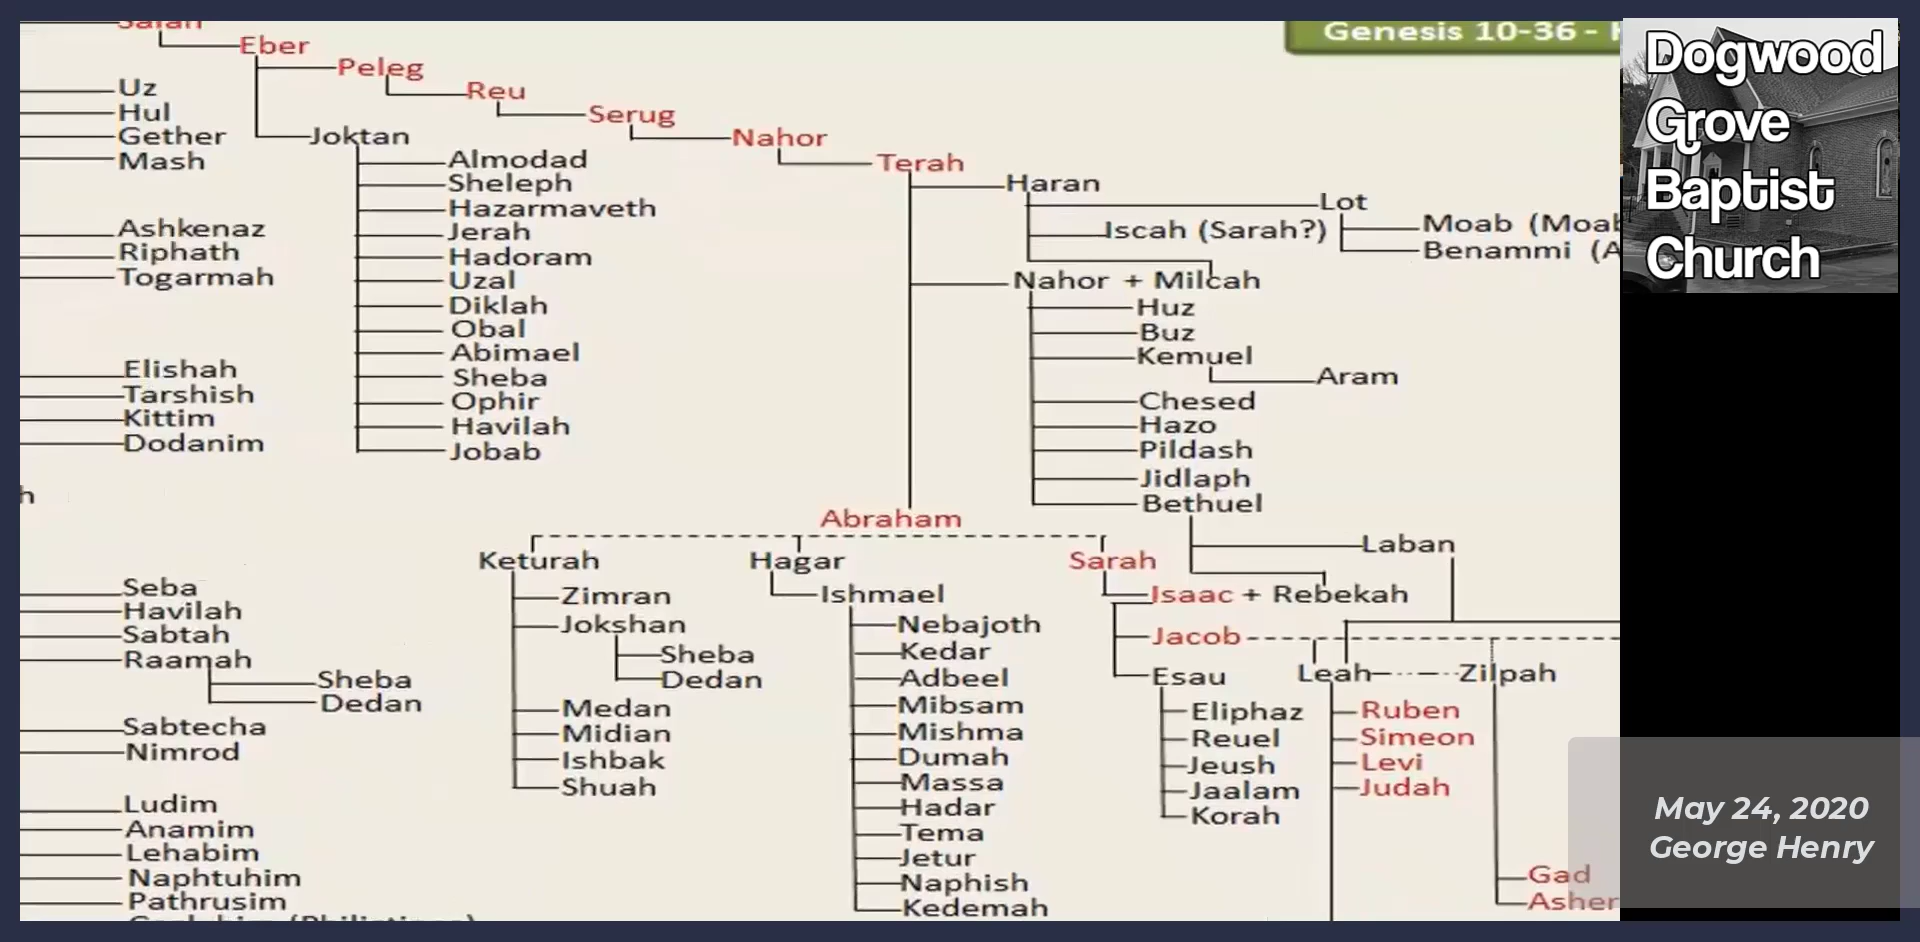 Salah
Genesis 10-36 -
Eber
Peleg
Reu
Serug
Nahor
Terah
Uz
Hul
Gether
Mash
Joktan
Almodad
Sheleph
Hazarmaveth
Jerah
Hadoram
Uzal
Diklah
Obal
Abimael
Sheba
Ophir
Havilah
Jobab
Ashkenaz
Riphath
Togarmah
Elishah
Tarshish
Kittim
Dodanim
h
Haran
Lot
Iscah (Sarah?)
Moab (Moab
Benammi (A
Nahor + Milcah
Huz
Buz
Kemuel
Aram
Chesed
Hazo
Pildash
Jidlaph
Bethuel
Laban
Abraham
Keturah
Hagar
Sarah
Zimran
Jokshan
Sheba
Dedan
Medan
Midian
Ishbak
Shuah
Ishmael
Nebajoth
Kedar
Adbeel
Mibsam
Mishma
Dumah
Massa
Hadar
Tema
Jetur
Naphish
Kedemah
Isaac + Rebekah
Jacob
Esau
Eliphaz
Reuel
Jeush
Jaalam
Korah
Leah
Zilpah
Ruben
Simeon
Levi
Judah
Gad
Asher
Seba
Havilah
Sabtah
Raamah
Sheba
Dedan
Sabtecha
Nimrod
Ludim
Anamim
Lehabim
Naphtuhim
Pathrusim
(Philistines)
Dogwood
Grove
Baptist
Church
May 24, 2020
George Henry